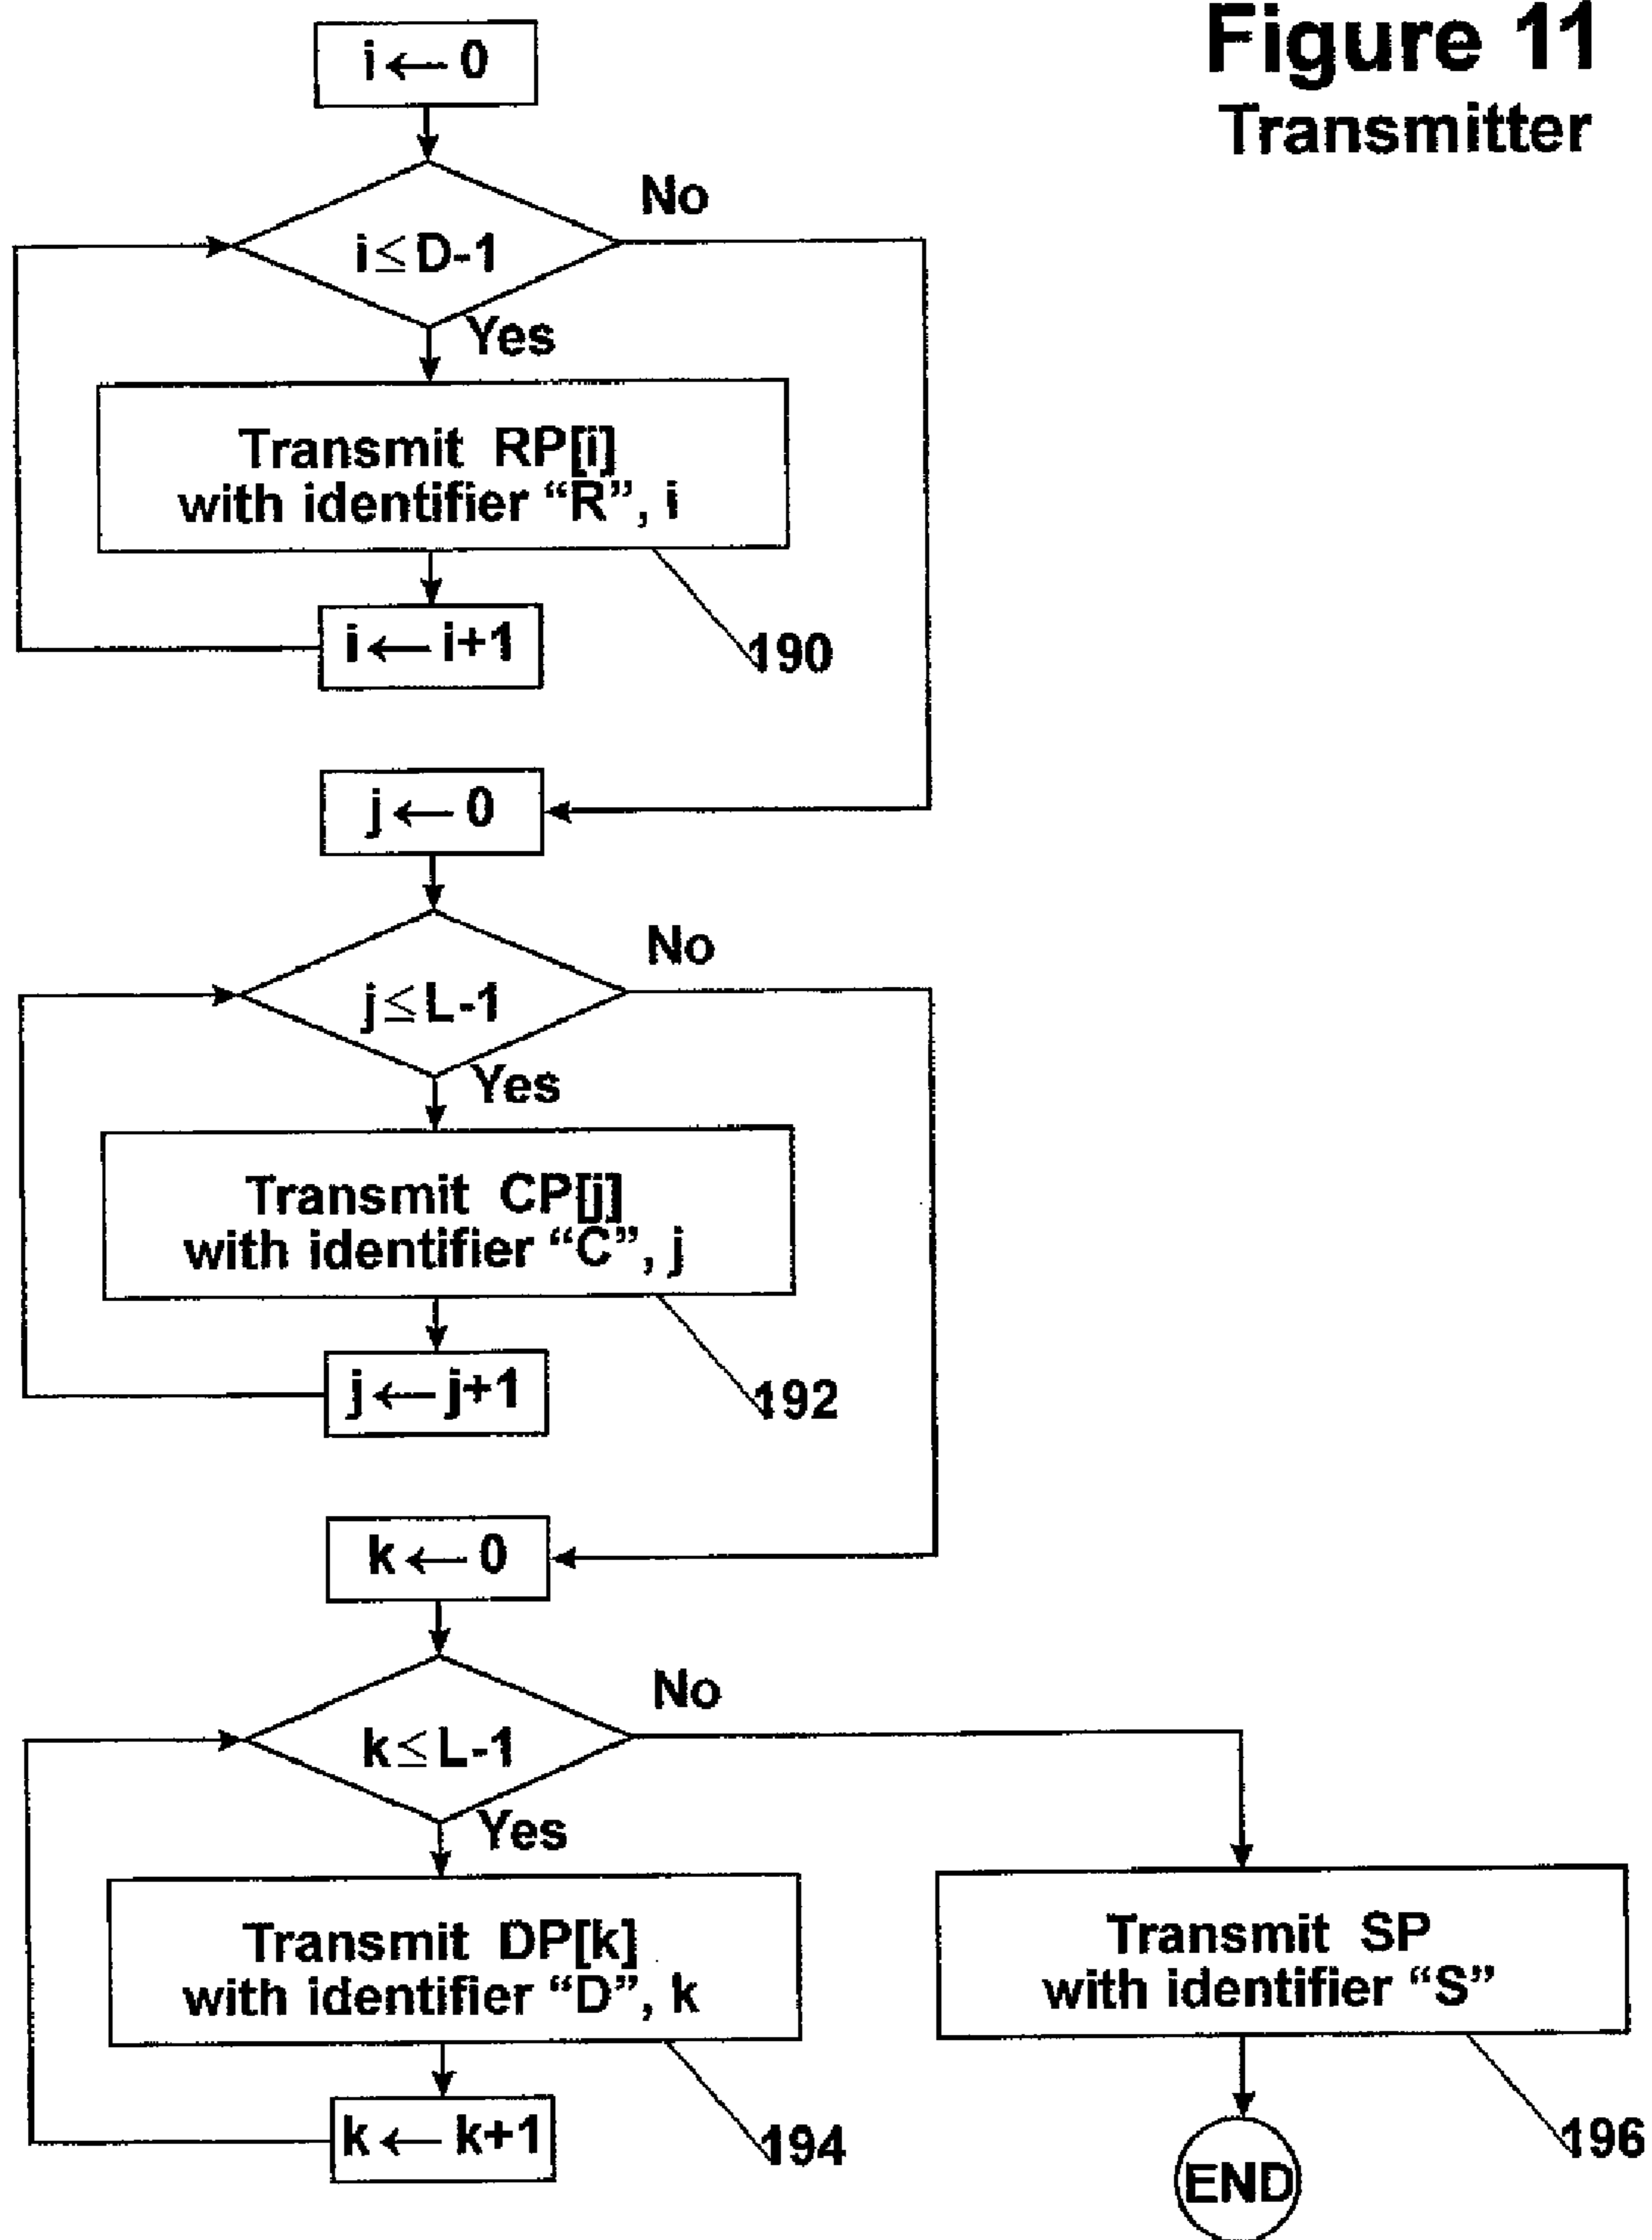 Figure 11
Transmitter
i ← 0
i ≤ D-1
No
Yes
Transmit RP[i]
with identifier “R”, i
i ← i+1
190
j ← 0
j ≤ L-1
No
Yes
Transmit CP[j]
with identifier “C”, j
j ← j+1
192
k ← 0
k ≤ L-1
No
Yes
Transmit DP[k]
with identifier “D”, k
k ← k+1
194
Transmit SP
with identifier “S”
196
END